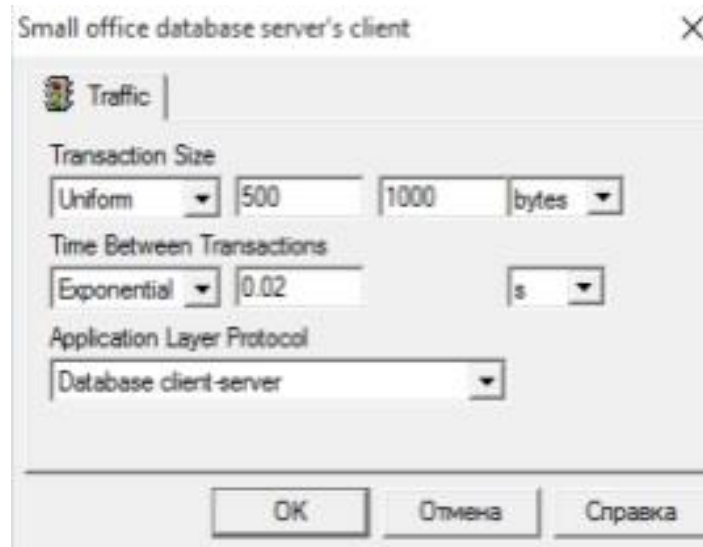 Small office database server's client
Traffic
Transaction Size
Uniform 500 1000 bytes
Time Between Transactions
Exponential 0.02 s
Application Layer Protocol
Database client-server
OK Отмена Справка